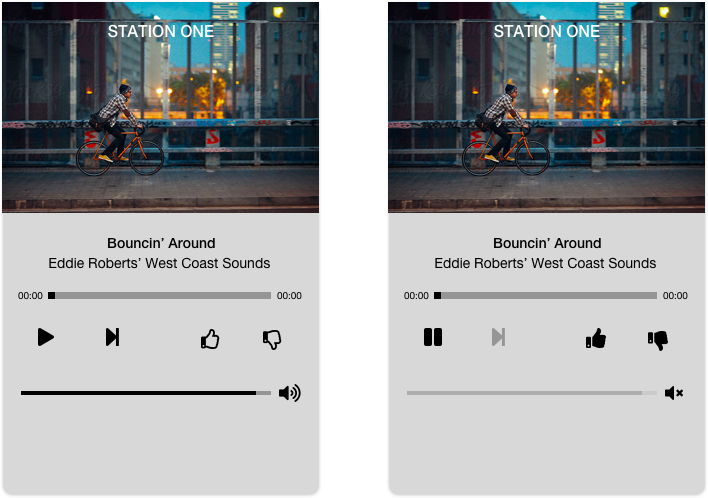 STATION ONE
Bouncin’ Around
Eddie Roberts’ West Coast Sounds
00:00 00:00
STATION ONE
Bouncin’ Around
Eddie Roberts’ West Coast Sounds
00:00 00:00